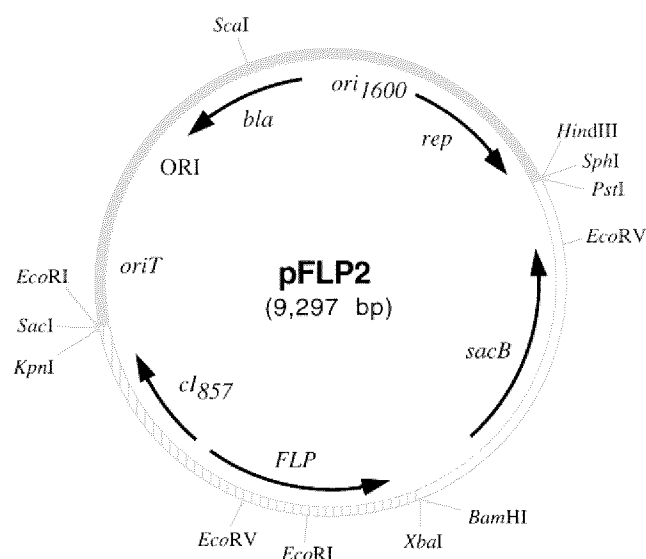 ScaI
ori1600
bla
rep
HindIII
SphI
PstI
ORI
EcoRV
oriT
pFLP2
(9,297 bp)
EcoRI
SacI
KpnI
sacB
cI857
FLP
BamHI
EcoRV
XbaI
EcoRI